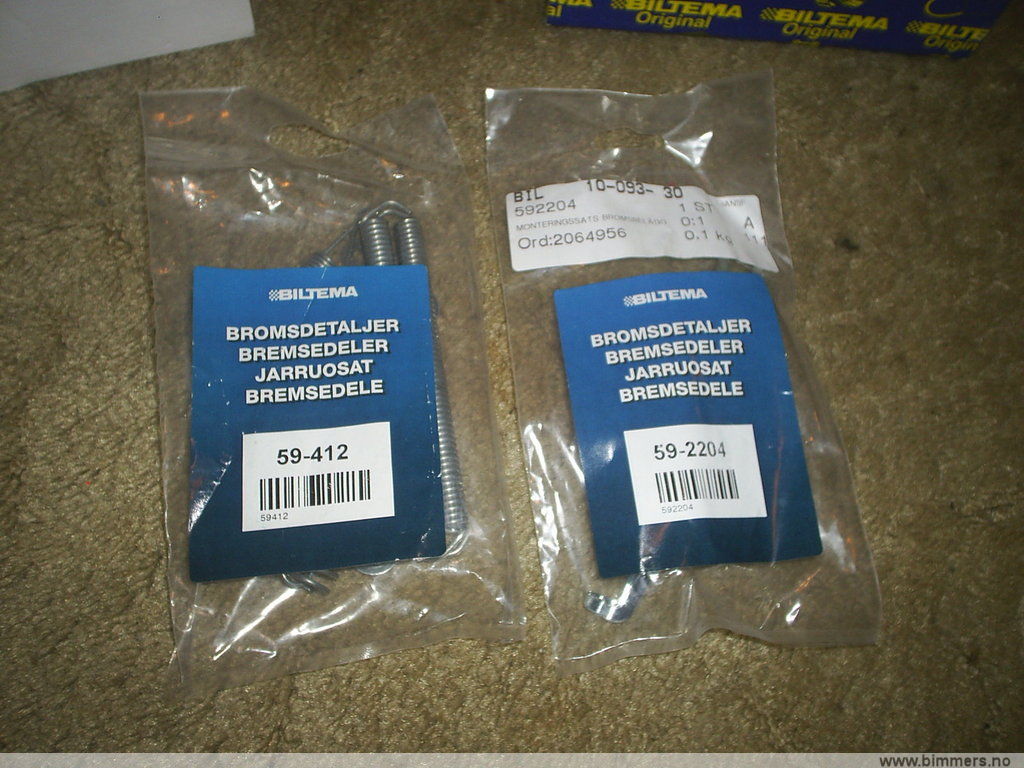 BILTEMA
Original
BILTEMA
Original
BIL 10-093- 30
592204 1 ST
MONTERINGSSATS BROMSBELÄGG 0:1 A
Ord:2064956 0.1 kg
BILTEMA
BROMSDETALJER
BREMSEDELER
JARRUOSAT
BREMSEDELE
59-412
59412
BILTEMA
BROMSDETALJER
BREMSEDELER
JARRUOSAT
BREMSEDELE
59-2204
592204
www.bimmers.no